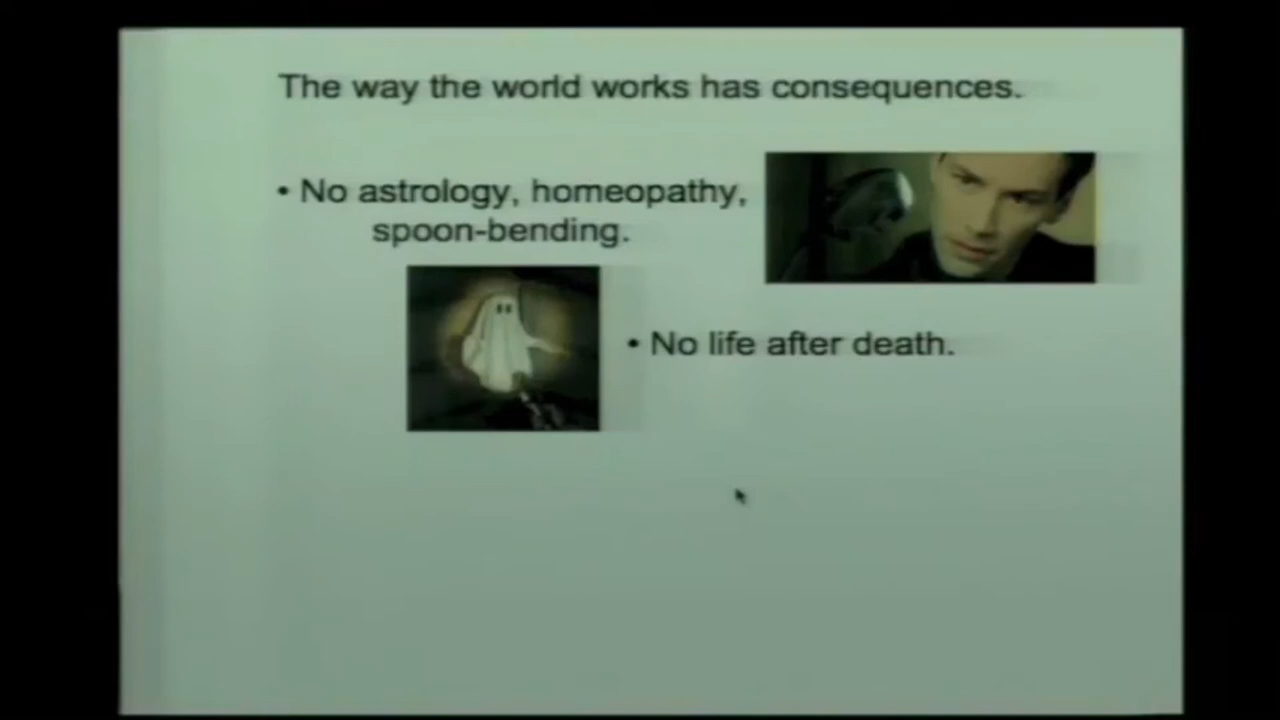 The way the world works has consequences.
• No astrology, homeopathy,
spoon-bending.
• No life after death.